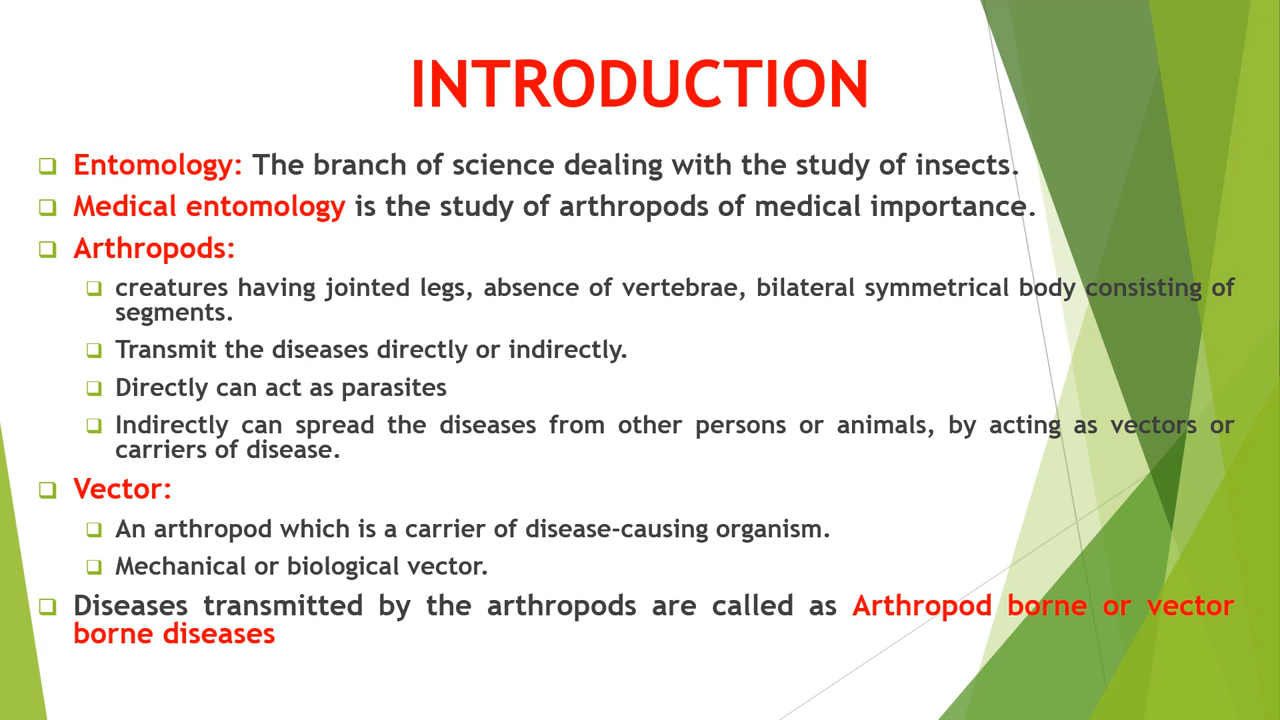 INTRODUCTION
Entomology: The branch of science dealing with the study of insects.
Medical entomology is the study of arthropods of medical importance.
Arthropods:
creatures having jointed legs, absence of vertebrae, bilateral symmetrical body consisting of
segments.
Transmit the diseases directly or indirectly.
Directly can act as parasites
Indirectly can spread the diseases from other persons or animals, by acting as vectors or
carriers of disease.
Vector:
An arthropod which is a carrier of disease-causing organism.
Mechanical or biological vector.
Diseases transmitted by the arthropods are called as Arthropod borne or vector
borne diseases